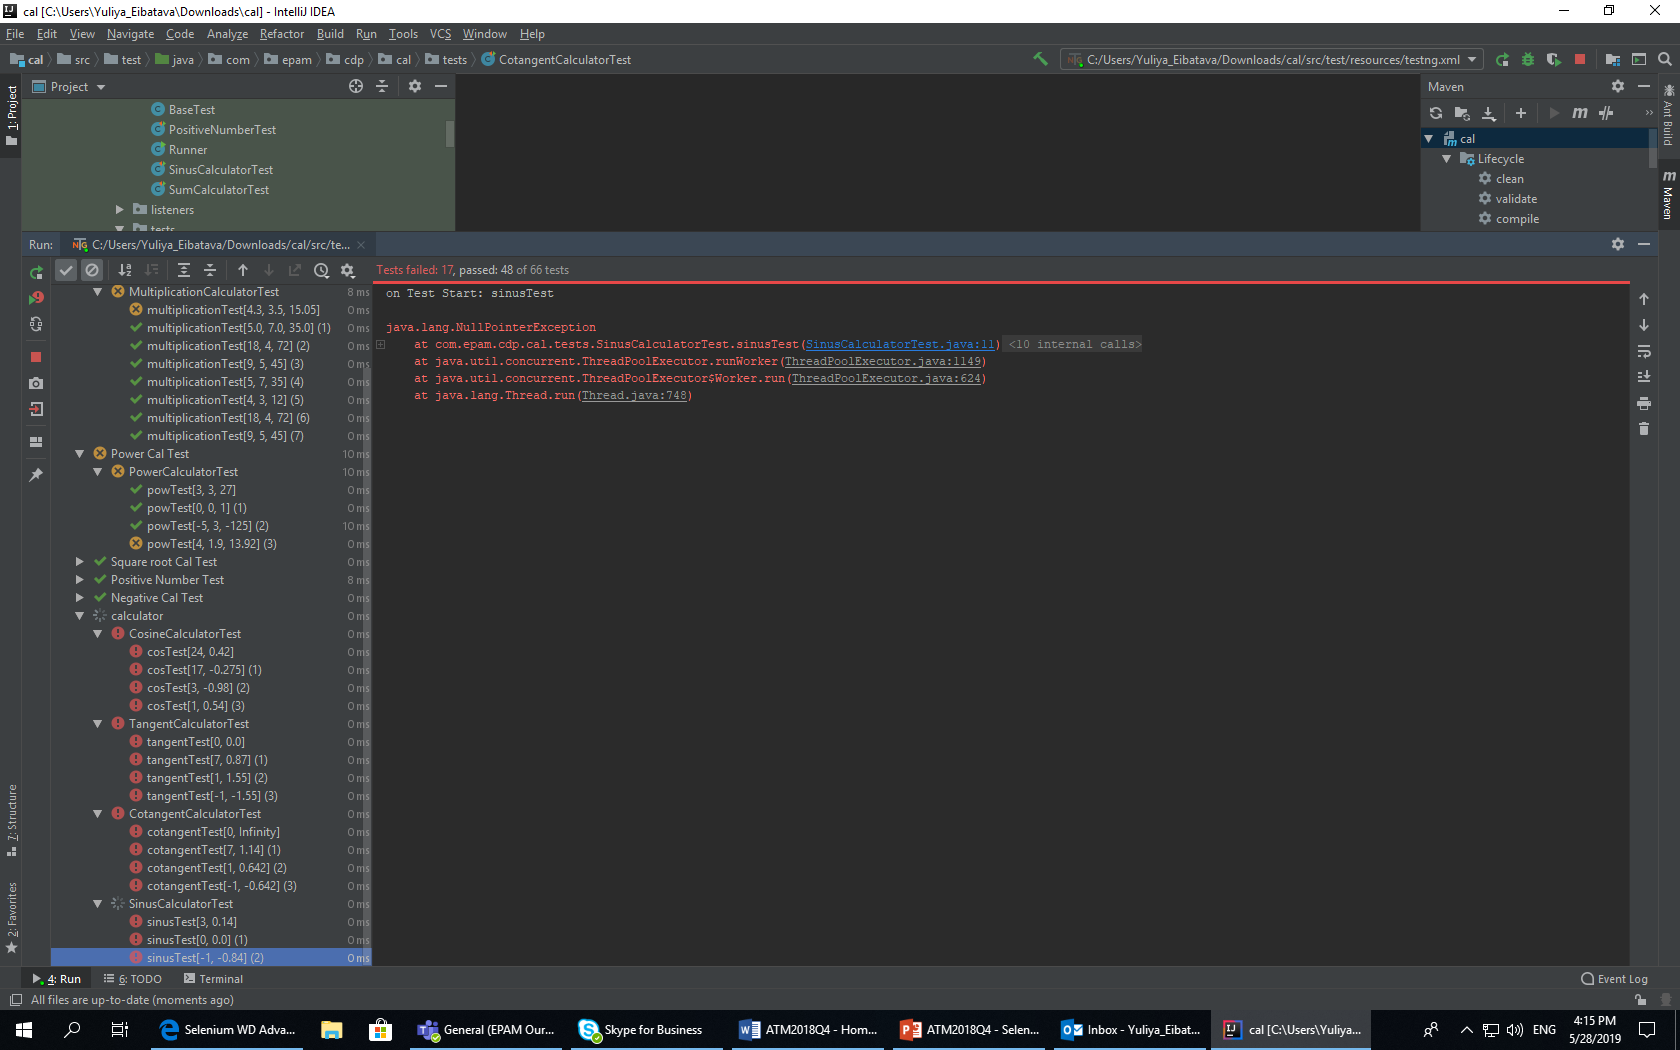 cal [C:\Users\Yuliya_Eibatava\Downloads\cal] - IntelliJ IDEA
File Edit View Navigate Code Analyze Refactor Build Run Tools VCS Window Help
cal src test java com epam cdp cal tests CotangentCalculatorTest
C:/Users/Yuliya_Eibatava/Downloads/cal/src/test/resources/testng.xml
1: Project
Project
BaseTest
PositiveNumberTest
Runner
SinusCalculatorTest
SumCalculatorTest
listeners
tests
Maven
cal
Lifecycle
clean
validate
compile
Ant Build
Maven
Run: C:/Users/Yuliya_Eibatava/Downloads/cal/src/te...
Tests failed: 17, passed: 48 of 66 tests
MultiplicationCalculatorTest 8 ms
multiplicationTest[4.3, 3.5, 15.05] 0 ms
multiplicationTest[5.0, 7.0, 35.0] (1) 0 ms
multiplicationTest[18, 4, 72] (2) 0 ms
multiplicationTest[9, 5, 45] (3) 0 ms
multiplicationTest[5, 7, 35] (4) 0 ms
multiplicationTest[4, 3, 12] (5) 0 ms
multiplicationTest[18, 4, 72] (6) 0 ms
multiplicationTest[9, 5, 45] (7) 0 ms
Power Cal Test 10 ms
PowerCalculatorTest 10 ms
powTest[3, 3, 27] 0 ms
powTest[0, 0, 1] (1) 0 ms
powTest[-5, 3, -125] (2) 10 ms
powTest[4, 1.9, 13.92] (3) 0 ms
Square root Cal Test 0 ms
Positive Number Test 8 ms
Negative Cal Test 0 ms
calculator 0 ms
CosineCalculatorTest 0 ms
cosTest[24, 0.42] 0 ms
cosTest[17, -0.275] (1) 0 ms
cosTest[3, -0.98] (2) 0 ms
cosTest[1, 0.54] (3) 0 ms
TangentCalculatorTest 0 ms
tangentTest[0, 0.0] 0 ms
tangentTest[7, 0.87] (1) 0 ms
tangentTest[1, 1.55] (2) 0 ms
tangentTest[-1, -1.55] (3) 0 ms
CotangentCalculatorTest 0 ms
cotangentTest[0, Infinity] 0 ms
cotangentTest[7, 1.14] (1) 0 ms
cotangentTest[1, 0.642] (2) 0 ms
cotangentTest[-1, -0.642] (3) 0 ms
SinusCalculatorTest 0 ms
sinusTest[3, 0.14] 0 ms
sinusTest[0, 0.0] (1) 0 ms
sinusTest[-1, -0.84] (2) 0 ms
on Test Start: sinusTest
java.lang.NullPointerException
at com.epam.cdp.cal.tests.SinusCalculatorTest.sinusTest(SinusCalculatorTest.java:11) <10 internal calls>
at java.util.concurrent.ThreadPoolExecutor.runWorker(ThreadPoolExecutor.java:1149)
at java.util.concurrent.ThreadPoolExecutor$Worker.run(ThreadPoolExecutor.java:624)
at java.lang.Thread.run(Thread.java:748)
7: Structure
2: Favorites
4: Run 6: TODO Terminal Event Log
All files are up-to-date (moments ago)
Selenium WD Adva... General (EPAM Our... Skype for Business ATM2018Q4 - Hom... ATM2018Q4 - Selen... Inbox - Yuliya_Eibat... cal [C:\Users\Yuliya... ENG 4:15 PM
5/28/2019